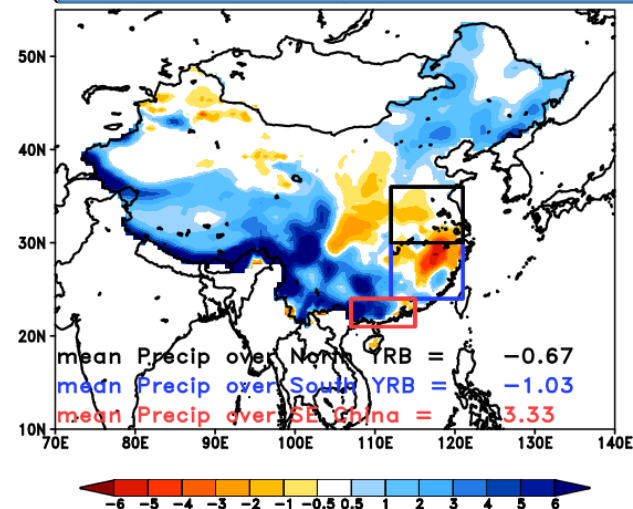 50N
40N
30N
20N
mean Precip over North YRB = −0.67
mean Precip over South YRB = −1.03
mean Precip over SE China = 3.33
10N
70E 80E 90E 100E 110E 120E 130E 140E
−6 −5 −4 −3 −2 −1 −0.5 0.5 1 2 3 4 5 6